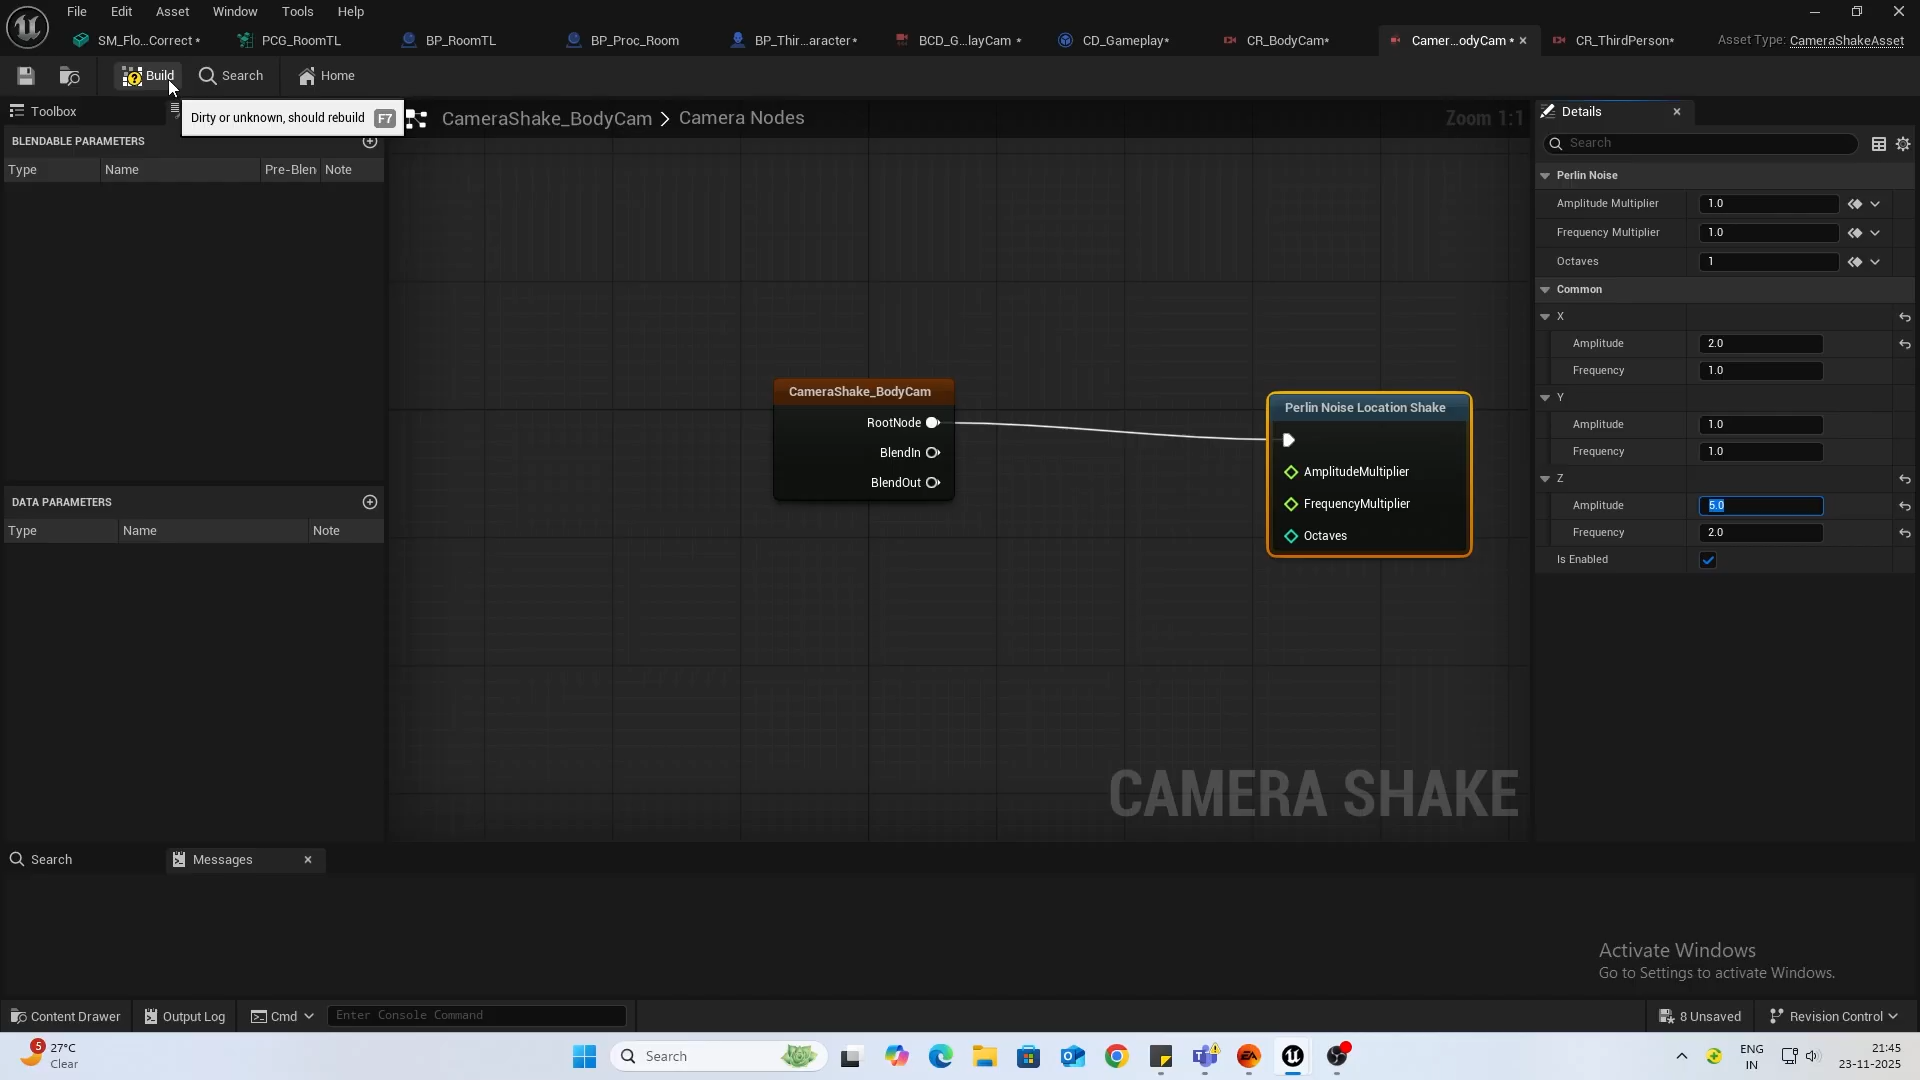 File Edit Asset Window Tools Help
SM_Flo...Correct *
PCG_RoomTL
BP_RoomTL
BP_Proc_Room
BP_Thir...aracter*
BCD_G...layCam *
CD_Gameplay*
CR_BodyCam*
Camer...odyCam *
CR_ThirdPerson*
Asset Type: CameraShakeAsset
Build Search Home
Dirty or unknown, should rebuild F7
Toolbox
CameraShake_BodyCam > Camera Nodes
Zoom 1:1
BLENDABLE PARAMETERS
Type Name Pre-Blen Note
DATA PARAMETERS
Type Name Note
CameraShake_BodyCam
RootNode
BlendIn
BlendOut
Perlin Noise Location Shake
AmplitudeMultiplier
FrequencyMultiplier
Octaves
CAMERA SHAKE
Details
Search
Perlin Noise
Amplitude Multiplier 1.0
Frequency Multiplier 1.0
Octaves 1
Common
X
Amplitude 2.0
Frequency 1.0
Y
Amplitude 1.0
Frequency 1.0
Z
Amplitude 5.0
Frequency 2.0
Is Enabled
Search Messages
Activate Windows
Go to Settings to activate Windows.
Content Drawer Output Log Cmd Enter Console Command 8 Unsaved Revision Control
5
27°C
Clear
Search
EA
ENG
IN
21:45
23-11-2025